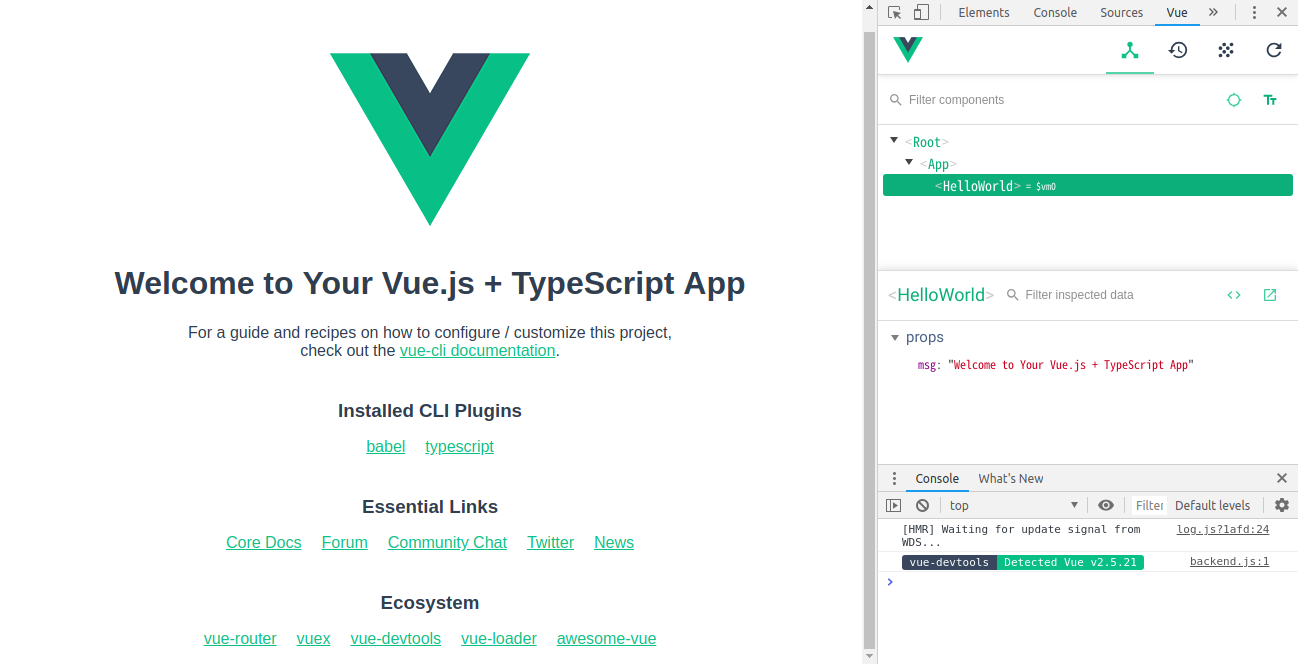 Welcome to Your Vue.js + TypeScript App
For a guide and recipes on how to configure / customize this project,
check out the vue-cli documentation.
Installed CLI Plugins
babel typescript
Essential Links
Core Docs Forum Community Chat Twitter News
Ecosystem
vue-router vuex vue-devtools vue-loader awesome-vue
Elements Console Sources Vue »
Filter components
<Root>
<App>
<HelloWorld> = $vm0
<HelloWorld> Filter inspected data
props
msg: "Welcome to Your Vue.js + TypeScript App"
Console What's New
top Filter Default levels
[HMR] Waiting for update signal from log.js?1afd:24
WDS...
vue-devtools Detected Vue v2.5.21 backend.js:1